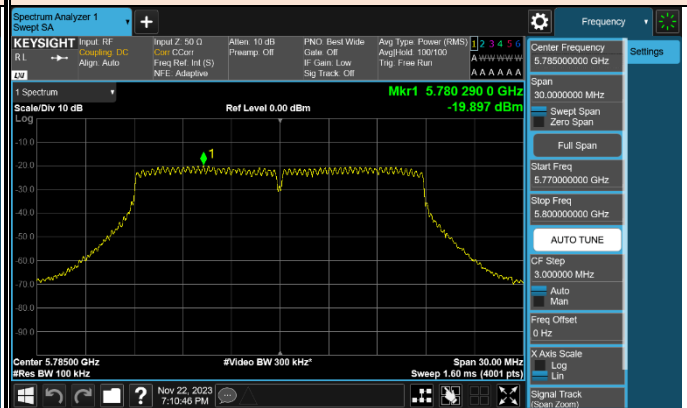 Spectrum Analyzer 1
Swept SA
+
Frequency
KEYSIGHT
R L
LXI
Input: RF
Coupling: DC
Align: Auto
Input Z: 50 Ω
Corr CCorr
Freq Ref: Int (S)
NFE: Adaptive
Atten: 10 dB
Preamp: Off
PNO: Best Wide
Gate: Off
IF Gain: Low
Sig Track: Off
Avg Type: Power (RMS)
Avg|Hold: 100/100
Trig: Free Run
1 2 3 4 5 6
A W W W W W
A A A A A A
1 Spectrum
Scale/Div 10 dB
Log
Ref Level 0.00 dBm
Mkr1 5.780 290 0 GHz
-19.897 dBm
-10.0
-20.0
-30.0
-40.0
-50.0
-60.0
-70.0
-80.0
-90.0
1
Center 5.78500 GHz
#Res BW 100 kHz
#Video BW 300 kHz*
Span 30.00 MHz
Sweep 1.60 ms (4001 pts)
Center Frequency
5.785000000 GHz
Span
30.0000000 MHz
Swept Span
Zero Span
Full Span
Start Freq
5.770000000 GHz
Stop Freq
5.800000000 GHz
AUTO TUNE
CF Step
3.000000 MHz
Auto
Man
Freq Offset
0 Hz
X Axis Scale
Log
Lin
Signal Track
(Span Zoom)
Settings
?
Nov 22, 2023
7:10:46 PM